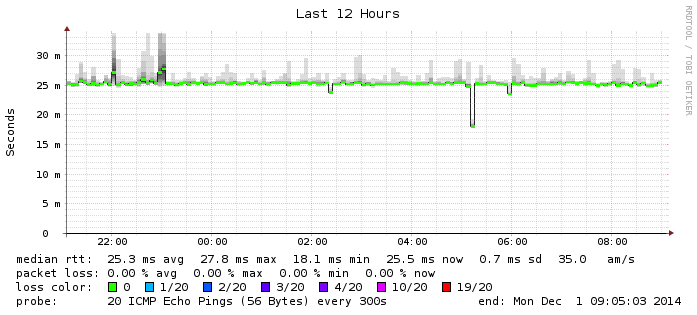 Last 12 Hours
RRDTOOL / TOBI OETIKER
Seconds
30 m
25 m
20 m
15 m
10 m
5 m
0
22:00 00:00 02:00 04:00 06:00 08:00
median rtt: 25.3 ms avg 27.8 ms max 18.1 ms min 25.5 ms now 0.7 ms sd 35.0 am/s
packet loss: 0.00 % avg 0.00 % max 0.00 % min 0.00 % now
loss color: 0 1/20 2/20 3/20 4/20 10/20 19/20
probe: 20 ICMP Echo Pings (56 Bytes) every 300s end: Mon Dec 1 09:05:03 2014